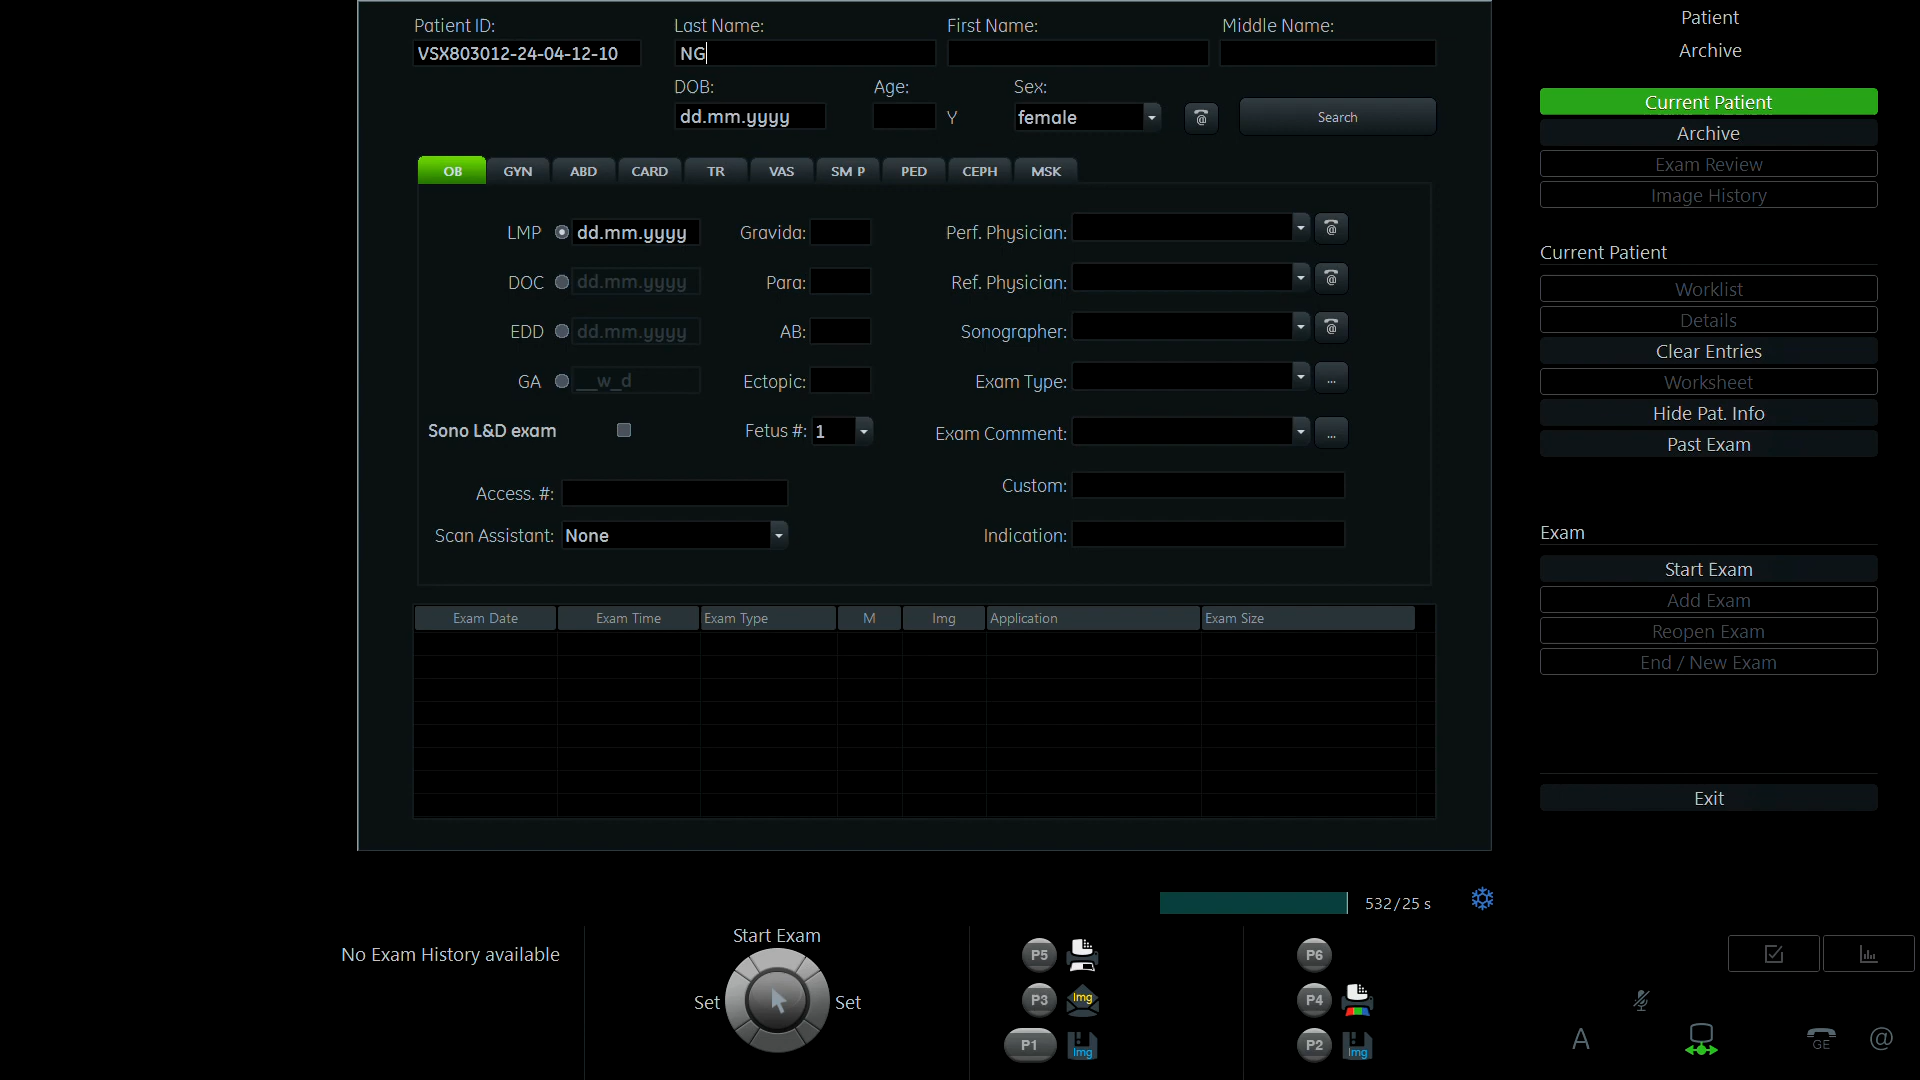 Patient ID: Last Name: First Name: Middle Name:
VSX803012-24-04-12-10 NG
DOB: Age: Sex:
dd.mm.yyyy Y female @ Search
OB GYN ABD CARD TR VAS SM P PED CEPH MSK
LMP dd.mm.yyyy Gravida: Perf. Physician: @
DOC dd.mm.yyyy Para: Ref. Physician: @
EDD dd.mm.yyyy AB: Sonographer: @
GA __w_d Ectopic: Exam Type: ...
Sono L&D exam Fetus #: 1 Exam Comment: ...
Access. #: Custom:
Scan Assistant: None Indication:
Exam Date Exam Time Exam Type M Img Application Exam Size
Patient
Archive
Current Patient
Archive
Exam Review
Image History
Current Patient
Worklist
Details
Clear Entries
Worksheet
Hide Pat. Info
Past Exam
Exam
Start Exam
Add Exam
Reopen Exam
End / New Exam
Exit
532/25 s
No Exam History available
Start Exam
Set Set
P5 P6
P3 Img P4
P1 Img P2 Img
A GE @